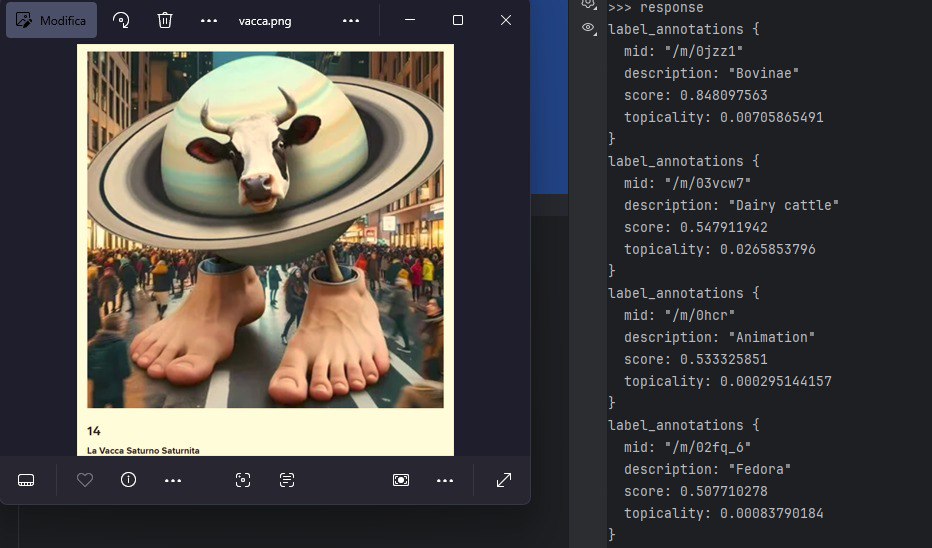 Modifica
vacca.png
14
La Vacca Saturno Saturnita
>>> response
label_annotations {
  mid: "/m/0jzz1"
  description: "Bovinae"
  score: 0.848097563
  topicality: 0.00705865491
}
label_annotations {
  mid: "/m/03vcw7"
  description: "Dairy cattle"
  score: 0.547911942
  topicality: 0.0265853796
}
label_annotations {
  mid: "/m/0hcr"
  description: "Animation"
  score: 0.533325851
  topicality: 0.000295144157
}
label_annotations {
  mid: "/m/02fq_6"
  description: "Fedora"
  score: 0.507710278
  topicality: 0.00083790184
}